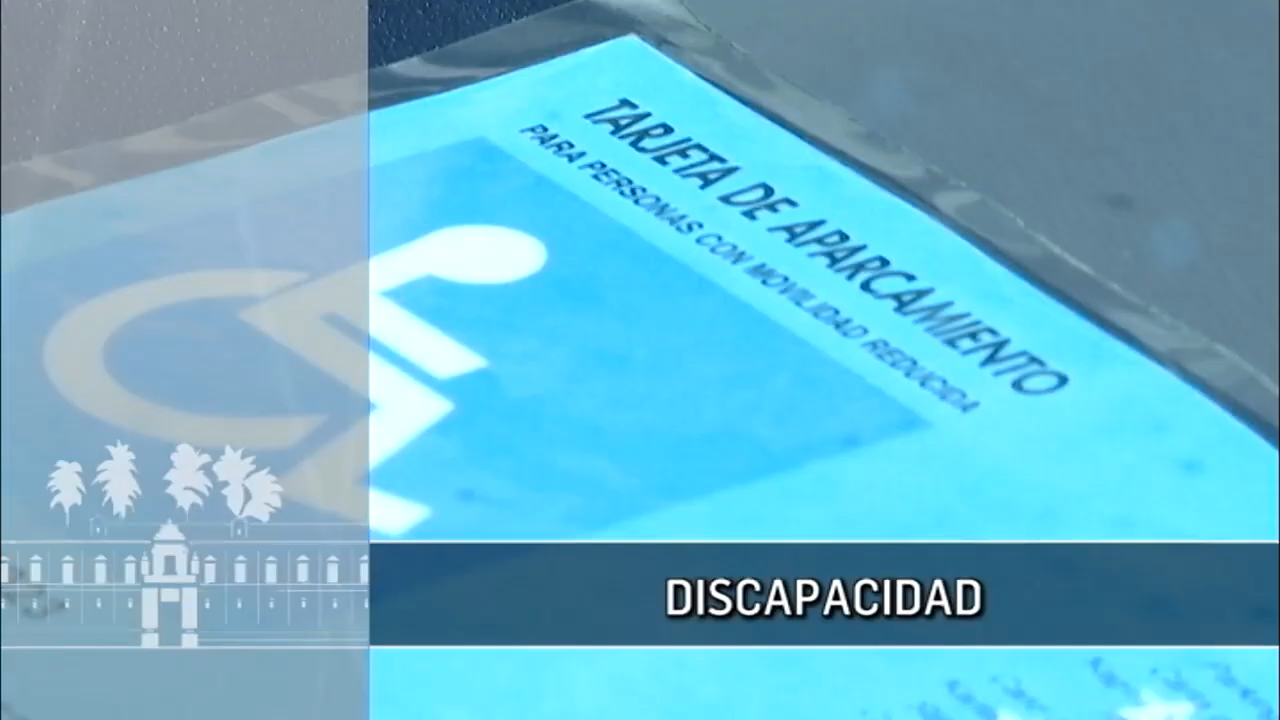 TARJETA DE APARCAMIENTO
PARA PERSONAS CON MOVILIDAD REDUCIDA
DISCAPACIDAD